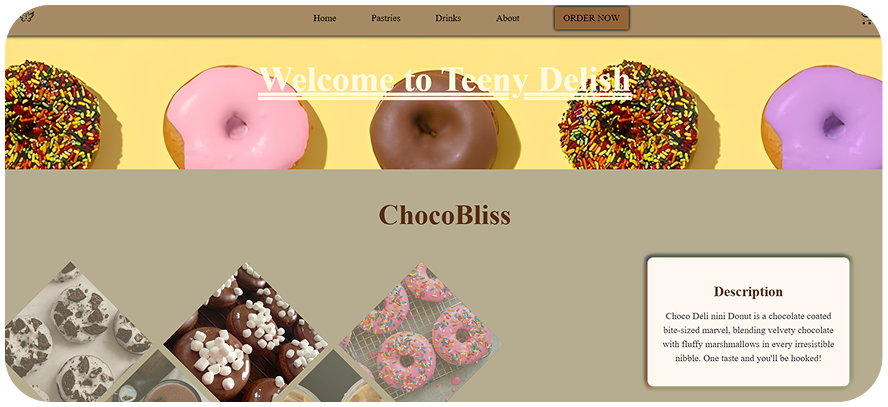 Home Pastries Drinks About ORDER NOW
Welcome to Teeny Delish
ChocoBliss
Description
Choco Deli nini Donut is a chocolate coated
bite-sized marvel, blending velvety chocolate
with fluffy marshmallows in every irresistible
nibble. One taste and you'll be hooked!